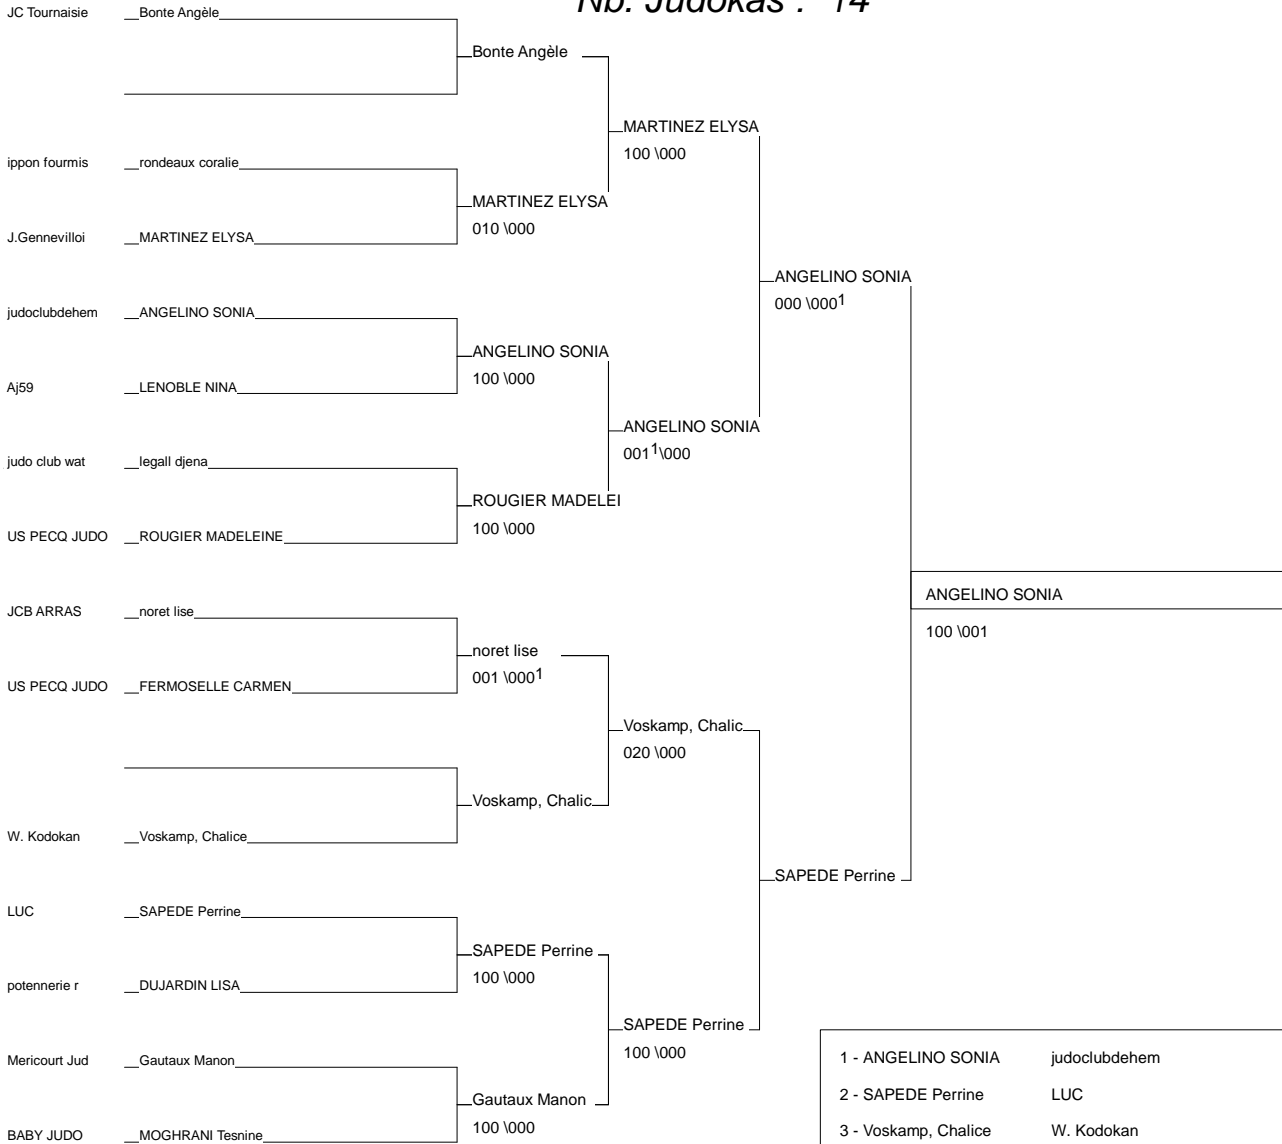 Nb. Judokas : 14
JC Tournaisie Bonte Angèle
Bonte Angèle
MARTINEZ ELYSA
100 \000
ippon fourmis rondeaux coralie
MARTINEZ ELYSA
010 \000
J.Gennevilloi MARTINEZ ELYSA
ANGELINO SONIA
000 \0001
judoclubdehem ANGELINO SONIA
ANGELINO SONIA
100 \000
Aj59 LENOBLE NINA
ANGELINO SONIA
0011\000
judo club wat legall djena
ROUGIER MADELEI
100 \000
US PECQ JUDO ROUGIER MADELEINE
ANGELINO SONIA
100 \001
JCB ARRAS noret lise
noret lise
001 \0001
US PECQ JUDO FERMOSELLE CARMEN
Voskamp, Chalic
020 \000
Voskamp, Chalic
W. Kodokan Voskamp, Chalice
SAPEDE Perrine
LUC SAPEDE Perrine
SAPEDE Perrine
100 \000
potennerie r DUJARDIN LISA
SAPEDE Perrine
100 \000
Mericourt Jud Gautaux Manon
Gautaux Manon
100 \000
BABY JUDO MOGHRANI Tesnine
1 - ANGELINO SONIA judoclubdehem
2 - SAPEDE Perrine LUC
3 - Voskamp, Chalice W. Kodokan